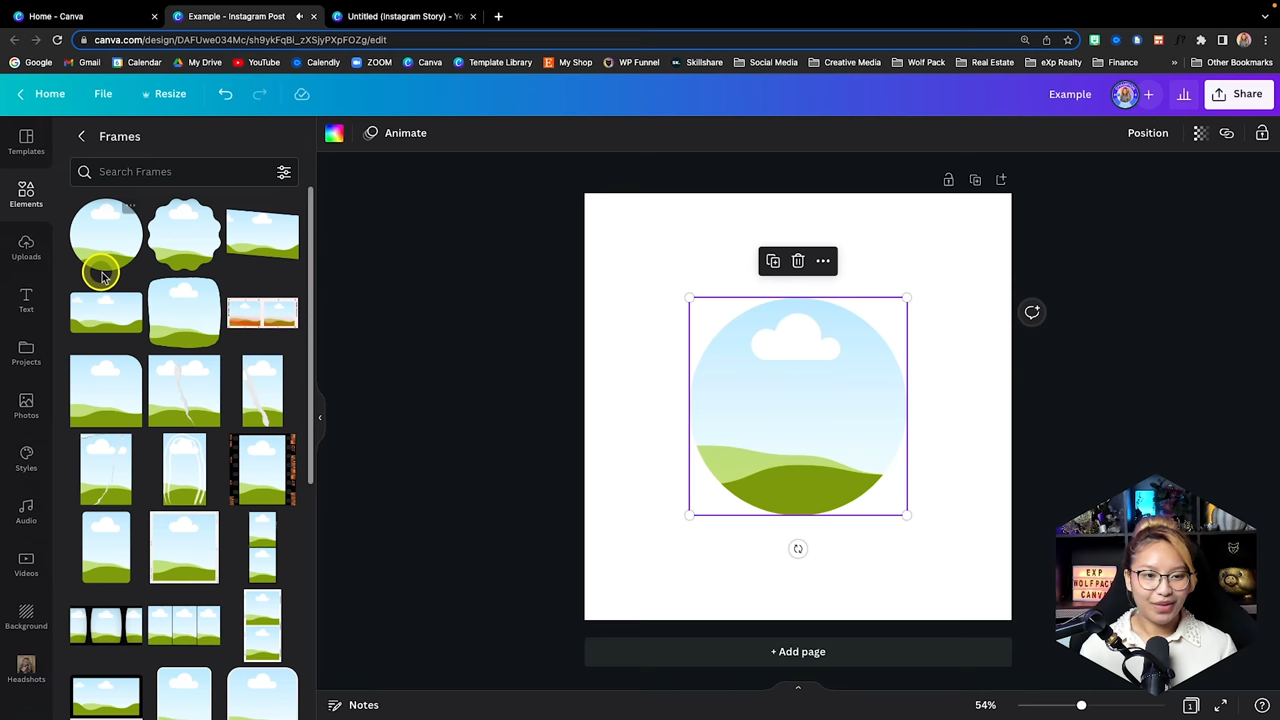 Home - Canva
Example - Instagram Post
Untitled (Instagram Story) - Yo
canva.com/design/DAFUwe034Mc/sh9ykFqBi_zXSjyPXpFOZg/edit
Google
Gmail
Calendar
My Drive
YouTube
Calendly
ZOOM
Canva
Template Library
My Shop
WP Funnel
Skillshare
Social Media
Creative Media
Wolf Pack
Real Estate
eXp Realty
Finance
»
Other Bookmarks
Home
File
Resize
Example
Share
Templates
Elements
Uploads
Text
Projects
Photos
Styles
Audio
Videos
Background
Headshots
Frames
Search Frames
Animate
Position
+ Add page
Notes
54%
1
EXP
WOLFPACK